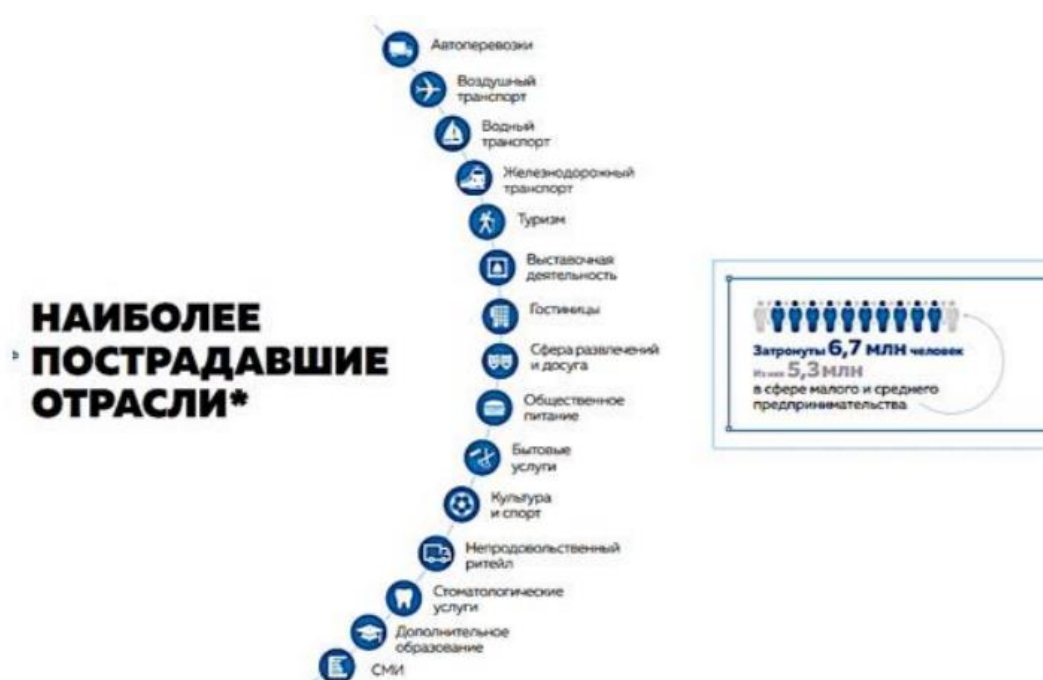 Автоперевозки
Воздушный
транспорт
Водный
транспорт
Железнодорожный
транспорт
Туризм
Выставочная
деятельность
Гостиницы
НАИБОЛЕЕ
ПОСТРАДАВШИЕ
ОТРАСЛИ*
Сфера развлечений
и досуга
Общественное
питание
Бытовые
услуги
Культура
и спорт
Непродовольственный
ритейл
Стоматологические
услуги
Дополнительное
образование
СМИ
Затронуты 6,7 млн человек
Из них 5,3 млн
в сфере малого и среднего
предпринимательства